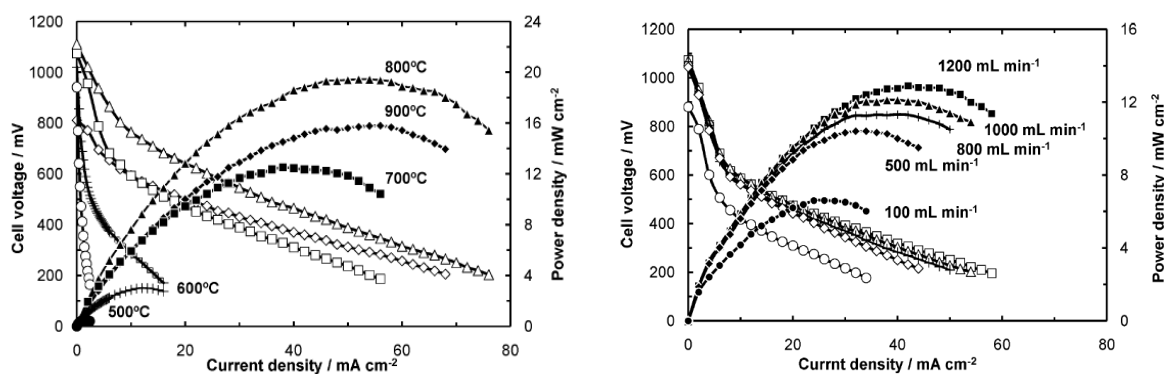 1200
1000
800
600
400
200
0
Cell voltage / mV
24
20
16
12
8
4
0
Power density / mW cm-2
800ºC
900ºC
700ºC
600ºC
500ºC
0
20
40
60
80
Current density / mA cm-2
1200
1000
800
600
400
200
0
Cell voltage / mV
16
12
8
4
0
Power density / mW cm-2
1200 mL min-1
1000 mL min-1
800 mL min-1
500 mL min-1
100 mL min-1
0
20
40
60
80
Currnt density / mA cm-2